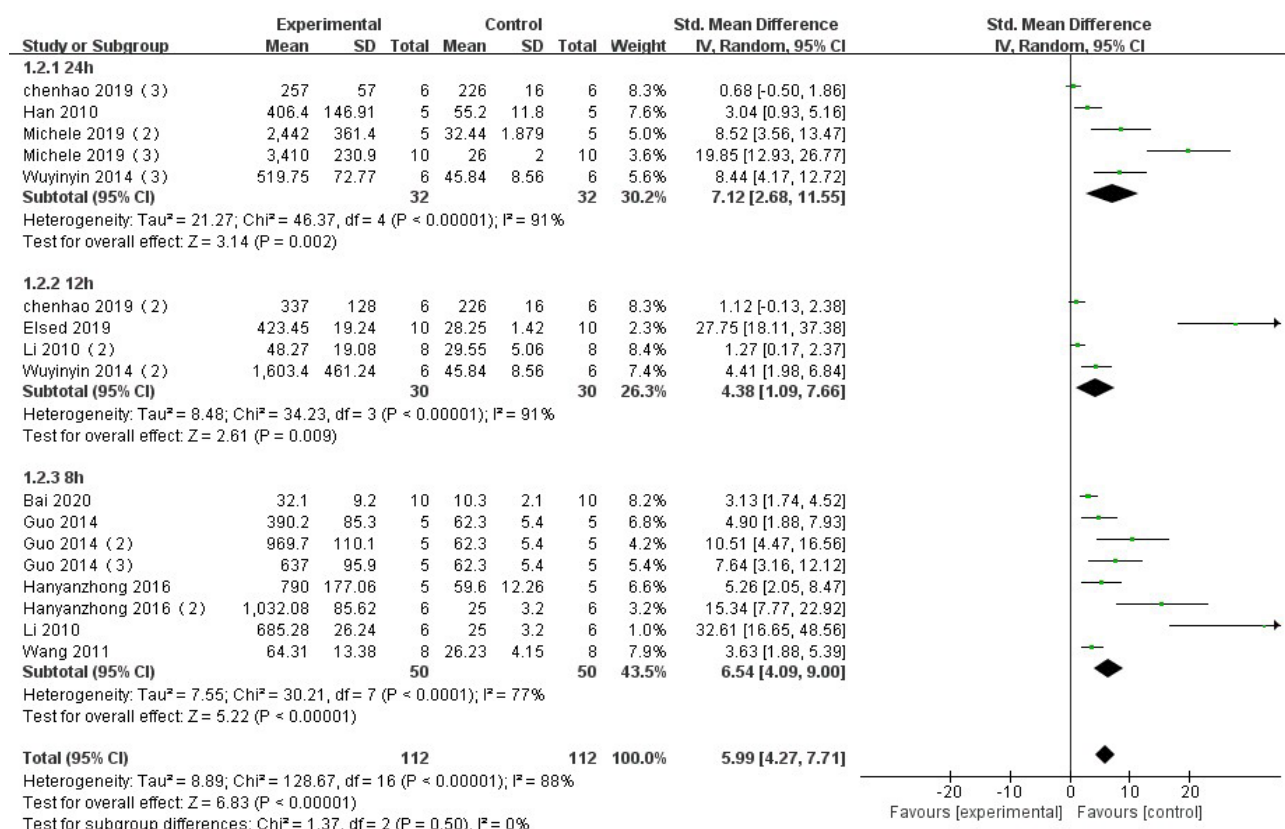 Experimental Control Std. Mean Difference Std. Mean Difference
Study or Subgroup Mean SD Total Mean SD Total Weight IV, Random, 95% CI IV, Random, 95% CI
1.2.1 24h
chenhao 2019 (3) 257 57 6 226 16 6 8.3% 0.68 [-0.50, 1.86]
Han 2010 406.4 146.91 5 55.2 11.8 5 7.6% 3.04 [0.93, 5.16]
Michele 2019 (2) 2,442 361.4 5 32.44 1.879 5 5.0% 8.52 [3.56, 13.47]
Michele 2019 (3) 3,410 230.9 10 26 2 10 3.6% 19.85 [12.93, 26.77]
Wuyinyin 2014 (3) 519.75 72.77 6 45.84 8.56 6 5.6% 8.44 [4.17, 12.72]
Subtotal (95% CI) 32 32 30.2% 7.12 [2.68, 11.55]
Heterogeneity: Tau² = 21.27; Chi² = 46.37, df = 4 (P < 0.00001); I² = 91%
Test for overall effect: Z = 3.14 (P = 0.002)
1.2.2 12h
chenhao 2019 (2) 337 128 6 226 16 6 8.3% 1.12 [-0.13, 2.38]
Elsed 2019 423.45 19.24 10 28.25 1.42 10 2.3% 27.75 [18.11, 37.38]
Li 2010 (2) 48.27 19.08 8 29.55 5.06 8 8.4% 1.27 [0.17, 2.37]
Wuyinyin 2014 (2) 1,603.4 461.24 6 45.84 8.56 6 7.4% 4.41 [1.98, 6.84]
Subtotal (95% CI) 30 30 26.3% 4.38 [1.09, 7.66]
Heterogeneity: Tau² = 8.48; Chi² = 34.23, df = 3 (P < 0.00001); I² = 91%
Test for overall effect: Z = 2.61 (P = 0.009)
1.2.3 8h
Bai 2020 32.1 9.2 10 10.3 2.1 10 8.2% 3.13 [1.74, 4.52]
Guo 2014 390.2 85.3 5 62.3 5.4 5 6.8% 4.90 [1.88, 7.93]
Guo 2014 (2) 969.7 110.1 5 62.3 5.4 5 4.2% 10.51 [4.47, 16.56]
Guo 2014 (3) 637 95.9 5 62.3 5.4 5 5.4% 7.64 [3.16, 12.12]
Hanyanzhong 2016 790 177.06 5 59.6 12.26 5 6.6% 5.26 [2.05, 8.47]
Hanyanzhong 2016 (2) 1,032.08 85.62 6 25 3.2 6 3.2% 15.34 [7.77, 22.92]
Li 2010 685.28 26.24 6 25 3.2 6 1.0% 32.61 [16.65, 48.56]
Wang 2011 64.31 13.38 8 26.23 4.15 8 7.9% 3.63 [1.88, 5.39]
Subtotal (95% CI) 50 50 43.5% 6.54 [4.09, 9.00]
Heterogeneity: Tau² = 7.55; Chi² = 30.21, df = 7 (P < 0.0001); I² = 77%
Test for overall effect: Z = 5.22 (P < 0.00001)
Total (95% CI) 112 112 100.0% 5.99 [4.27, 7.71]
Heterogeneity: Tau² = 8.89; Chi² = 128.67, df = 16 (P < 0.00001); I² = 88%
Test for overall effect: Z = 6.83 (P < 0.00001)
Test for subgroup differences: Chi² = 1.37, df = 2 (P = 0.50), I² = 0%
-20 -10 0 10 20
Favours [experimental] Favours [control]